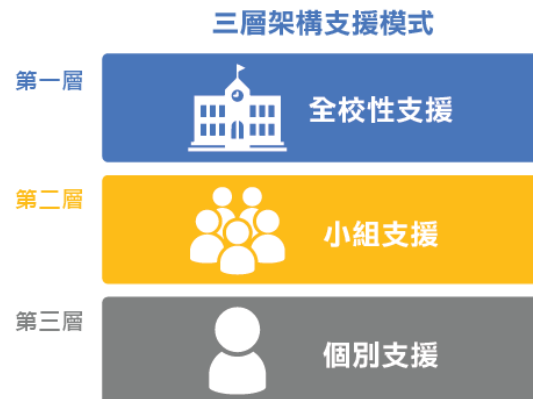 三層架構支援模式
第一層
全校性支援
第二層
小組支援
第三層
個別支援